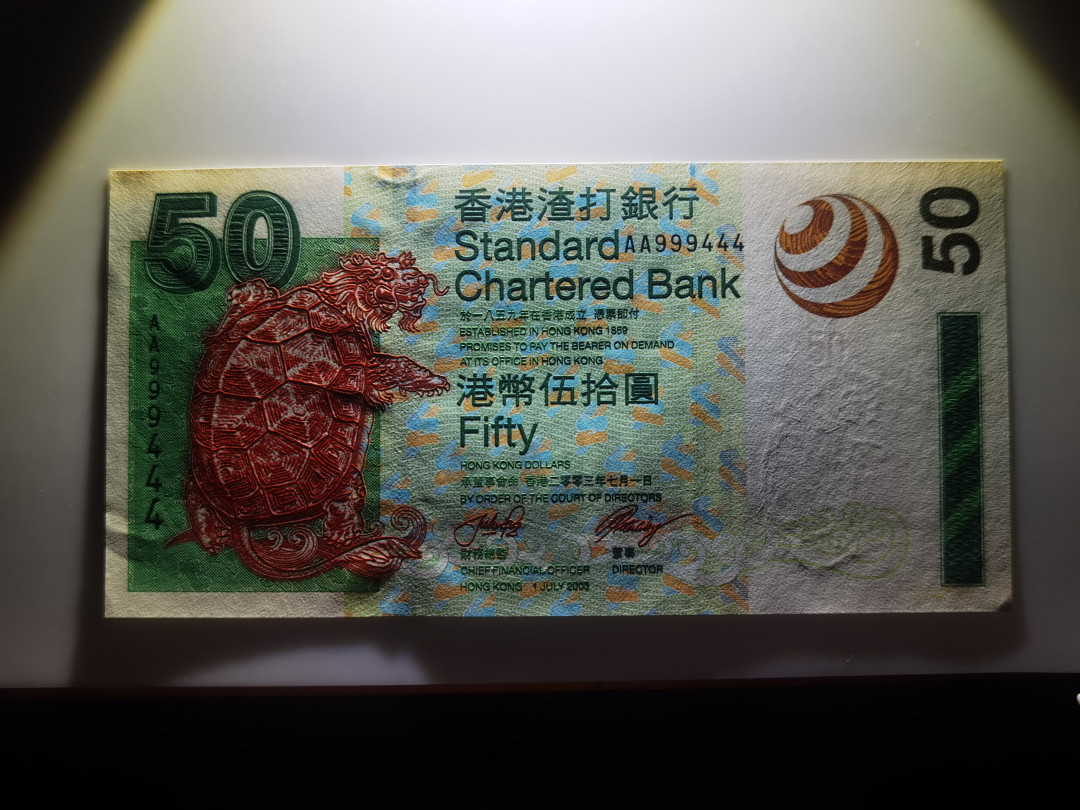 50
香港渣打銀行
50
Standard AA999444
Chartered Bank
於一八五九年在香港成立 憑票即付
ESTABLISHED IN HONG KONG 1859
PROMISES TO PAY THE BEARER ON DEMAND
AT ITS OFFICE IN HONG KONG
AA999444
港幣伍拾圓
Fifty
HONG KONG DOLLARS
承董事會命 香港二零零三年七月一日
BY ORDER OF THE COURT OF DIRECTORS
財務總監 董事
CHIEF FINANCIAL OFFICER DIRECTOR
HONG KONG 1 JULY 2003